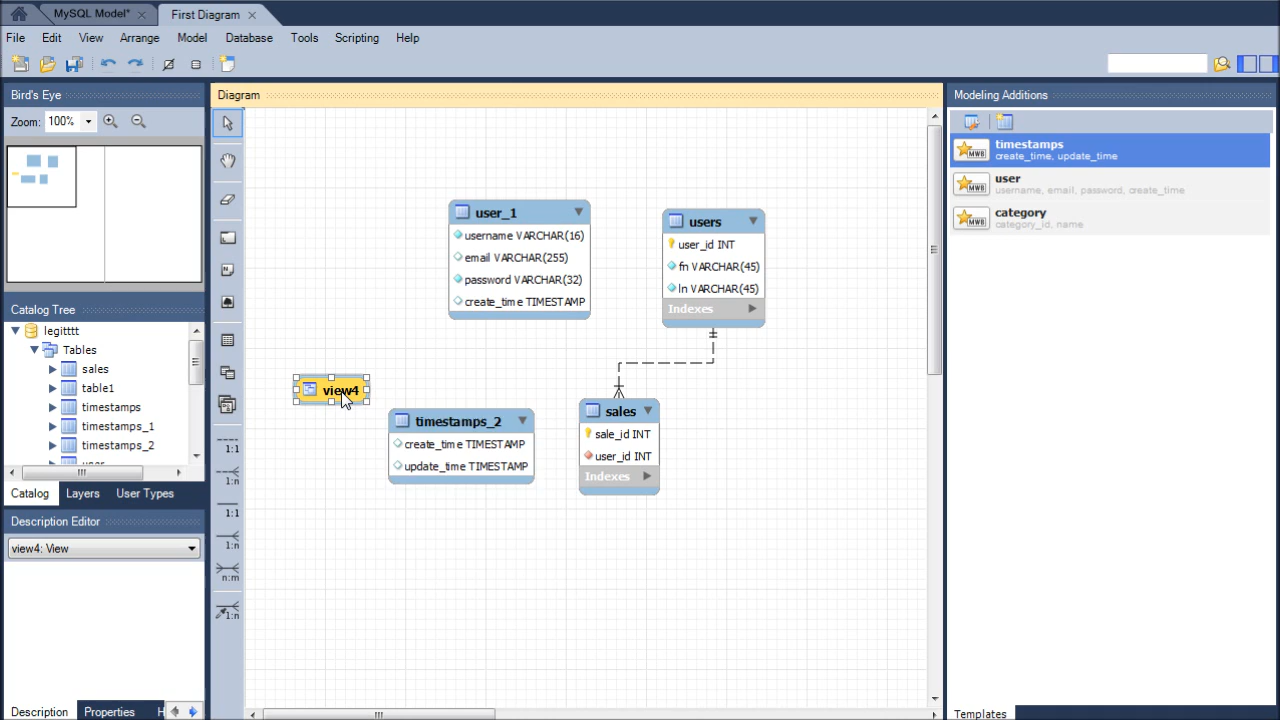 MySQL Model*
First Diagram
File Edit View Arrange Model Database Tools Scripting Help
Bird's Eye
Zoom: 100%
Catalog Tree
legitttt
Tables
sales
table1
timestamps
timestamps_1
timestamps_2
Catalog Layers User Types
Description Editor
view4: View
Description Properties H
Diagram
1:1
1:n
1:1
1:n
n:m
1:n
user_1
username VARCHAR(16)
email VARCHAR(255)
password VARCHAR(32)
create_time TIMESTAMP
users
user_id INT
fn VARCHAR(45)
ln VARCHAR(45)
Indexes
view4
timestamps_2
create_time TIMESTAMP
update_time TIMESTAMP
sales
sale_id INT
user_id INT
Indexes
Modeling Additions
MWB
timestamps
create_time, update_time
MWB
user
username, email, password, create_time
MWB
category
category_id, name
Templates